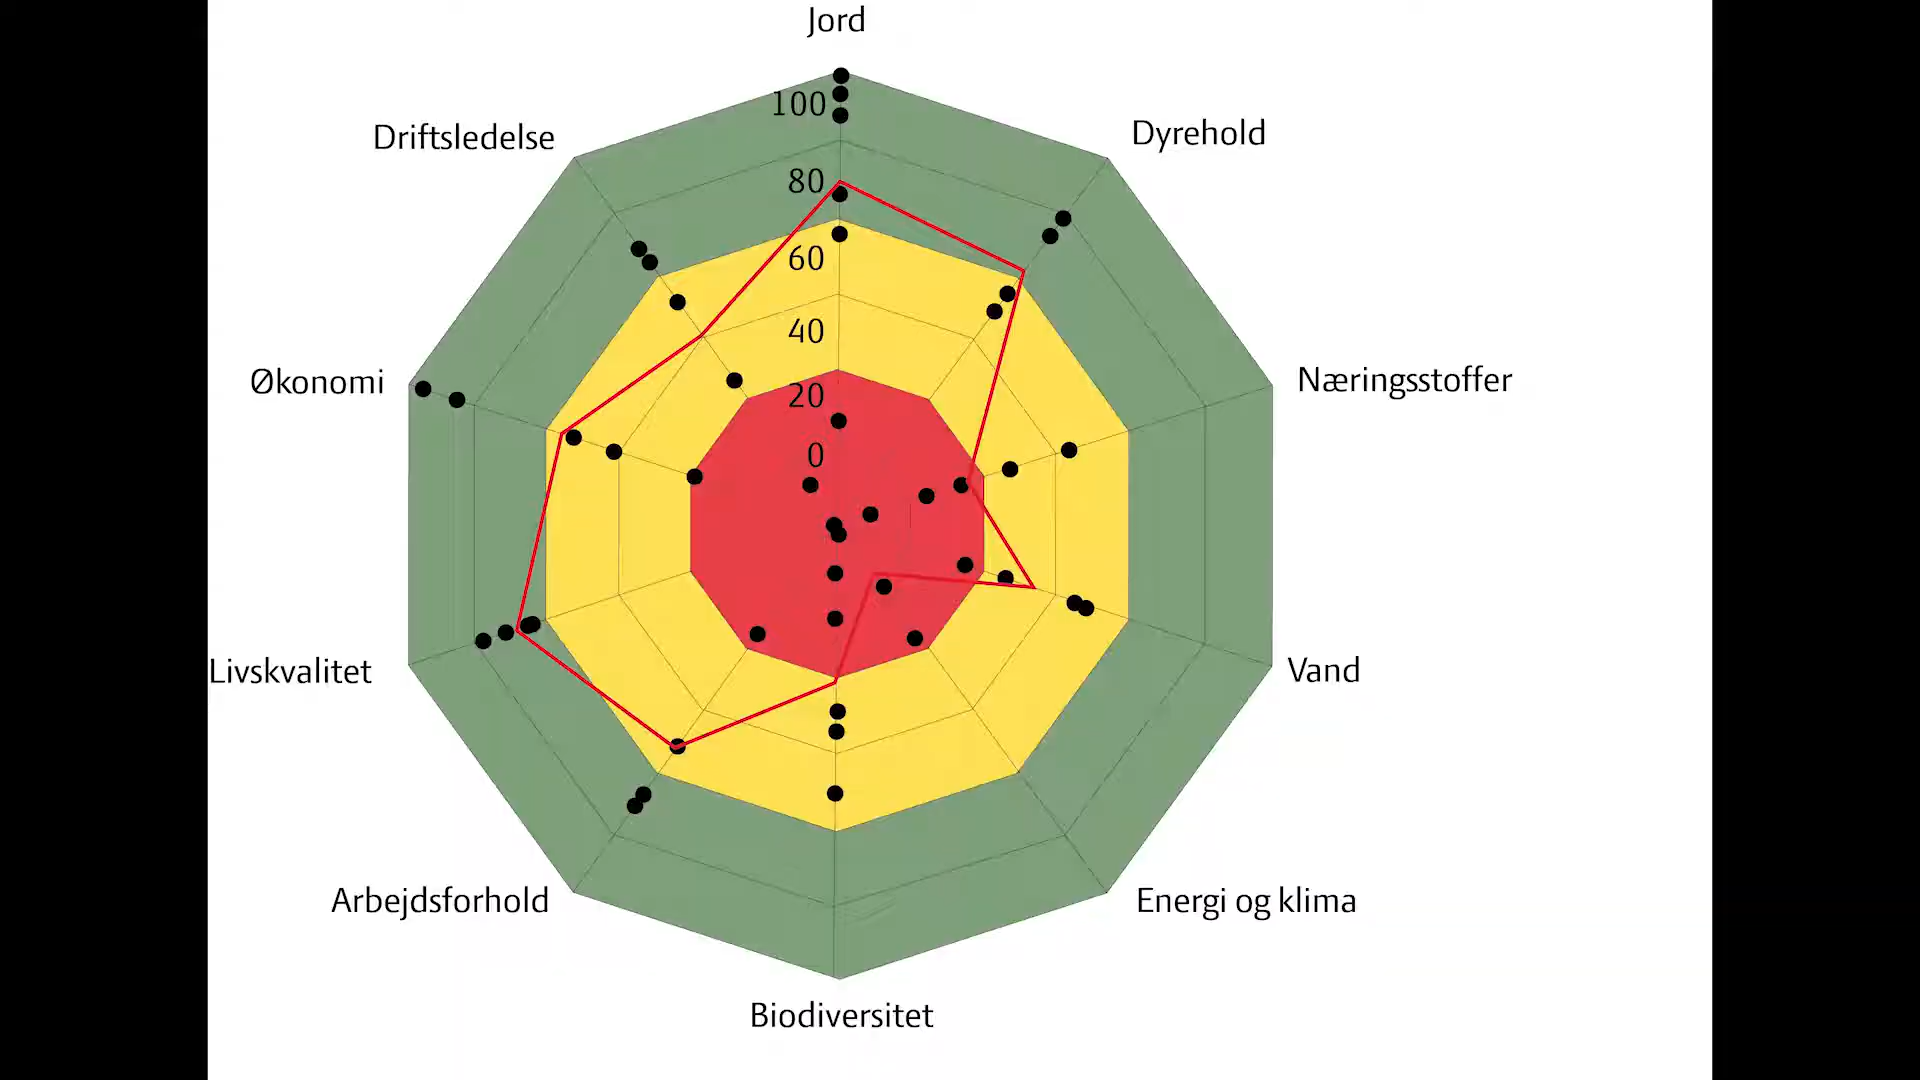 Jord
100
Dyrehold
Driftsledelse
80
60
40
Næringsstoffer
Økonomi
20
0
Livskvalitet
Vand
Arbejdsforhold
Energi og klima
Biodiversitet